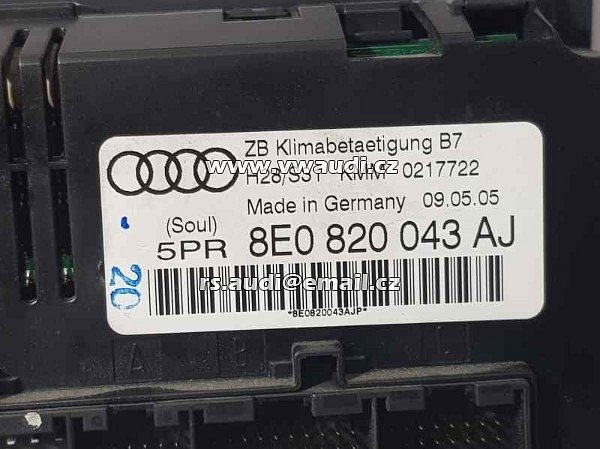 ZB Klimabetaetigung B7
www.vwaudi.cz
H28/SST KMM 0217722
Made in Germany 09.05.05
(Soul)
5PR 8E0 820 043 AJ
20
rs.audi@email.cz
*8E0820043AJP*
A B